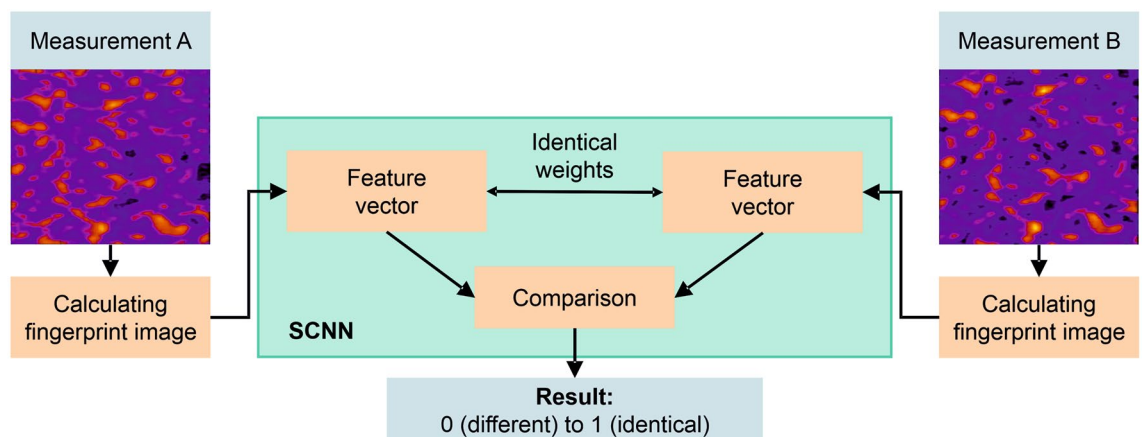 Measurement A
Measurement B
Identical
weights
Feature
vector
Feature
vector
Calculating
fingerprint image
Comparison
Calculating
fingerprint image
SCNN
Result:
0 (different) to 1 (identical)